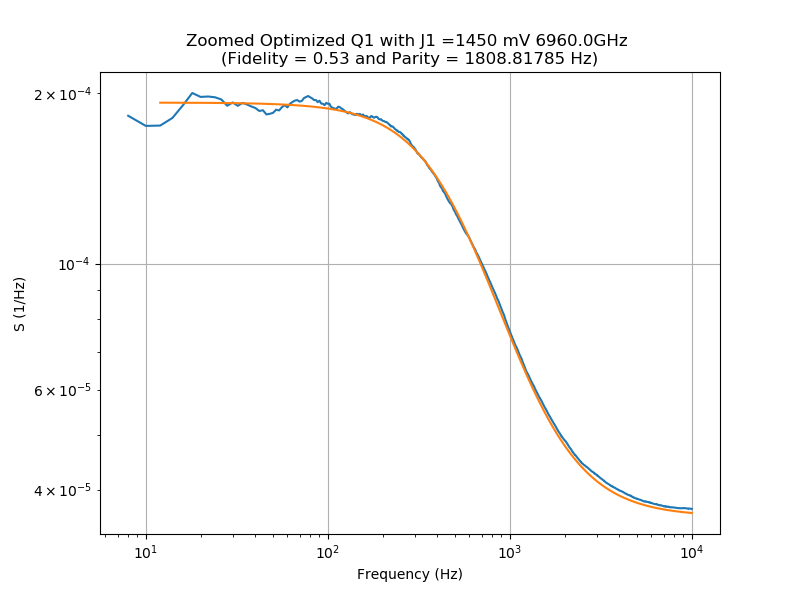 Zoomed Optimized Q1 with J1 =1450 mV 6960.0GHz
(Fidelity = 0.53 and Parity = 1808.81785 Hz)
S (1/Hz)
2 × 10⁻⁴
10⁻⁴
6 × 10⁻⁵
4 × 10⁻⁵
10¹ 10² 10³ 10⁴
Frequency (Hz)